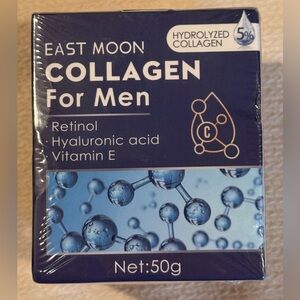 HYDROLYZED
COLLAGEN
5%
EAST MOON
COLLAGEN
For Men
· Retinol
· Hyaluronic acid
· Vitamin E
C
Net:50g